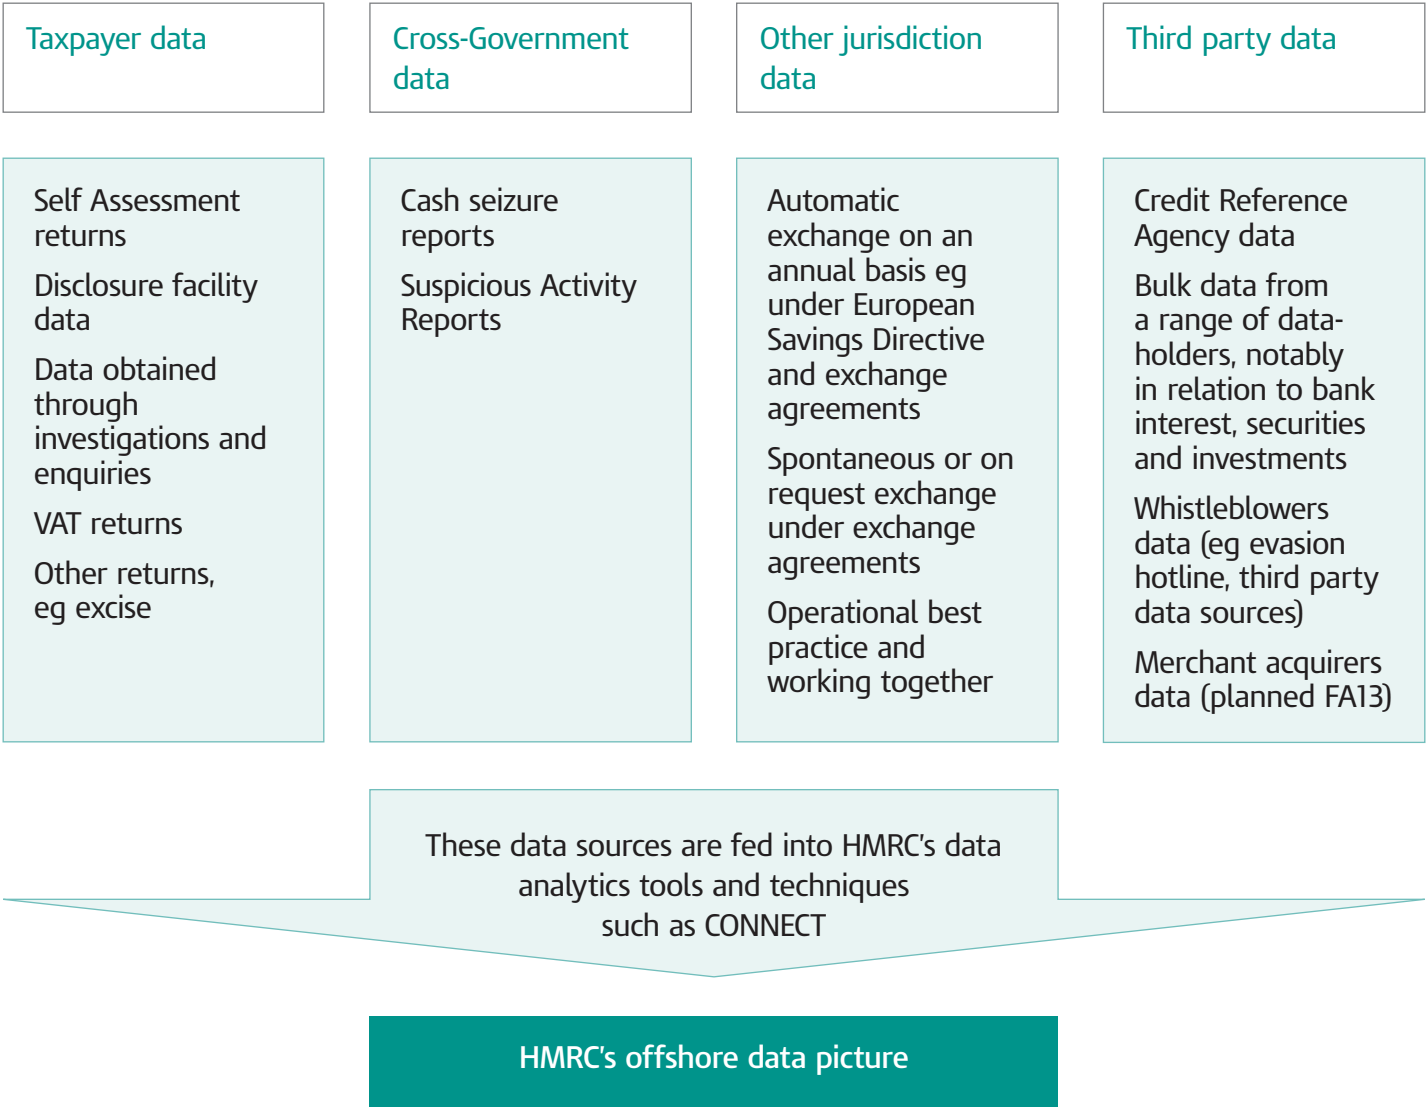 Taxpayer data
Cross-Government
data
Other jurisdiction
data
Third party data
Self Assessment
returns
Disclosure facility
data
Data obtained
through
investigations and
enquiries
VAT returns
Other returns,
eg excise
Cash seizure
reports
Suspicious Activity
Reports
Automatic
exchange on an
annual basis eg
under European
Savings Directive
and exchange
agreements
Spontaneous or on
request exchange
under exchange
agreements
Operational best
practice and
working together
Credit Reference
Agency data
Bulk data from
a range of data-
holders, notably
in relation to bank
interest, securities
and investments
Whistleblowers
data (eg evasion
hotline, third party
data sources)
Merchant acquirers
data (planned FA13)
These data sources are fed into HMRC’s data
analytics tools and techniques
such as CONNECT
HMRC’s offshore data picture